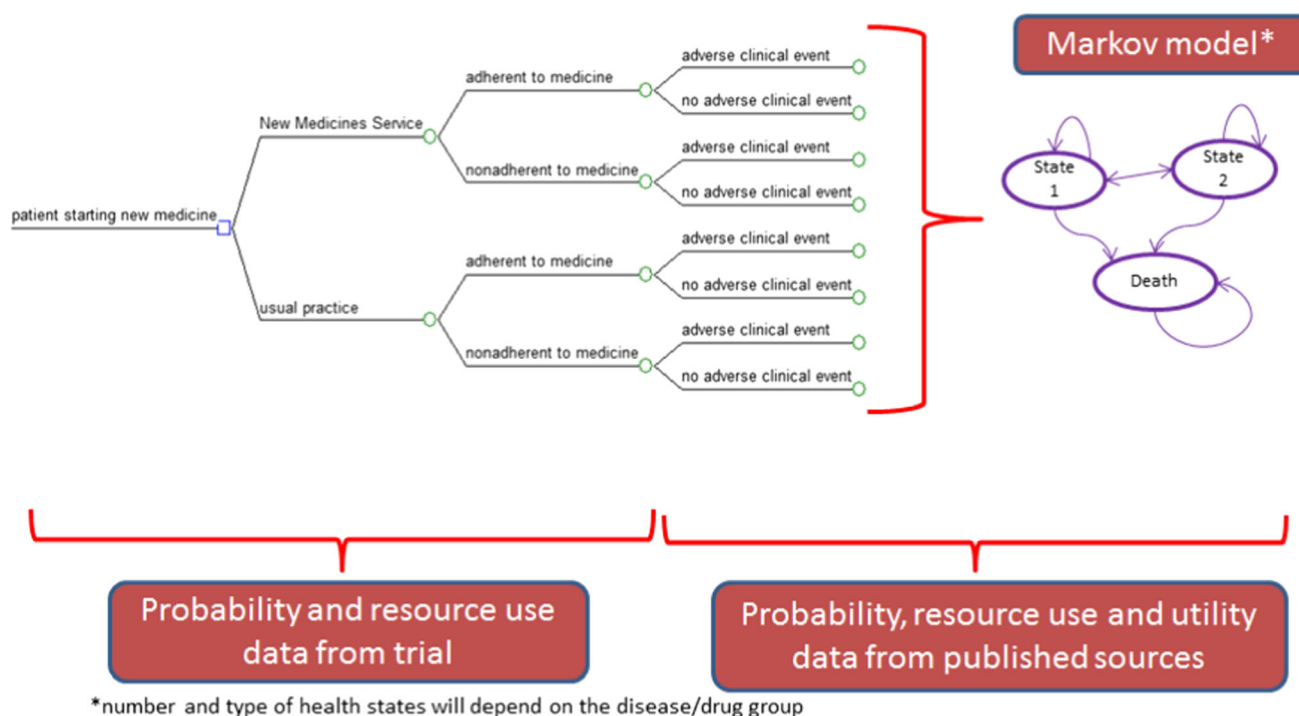 Markov model*
adverse clinical event
adherent to medicine
no adverse clinical event
New Medicines Service
adverse clinical event
nonadherent to medicine
no adverse clinical event
patient starting new medicine
adverse clinical event
adherent to medicine
no adverse clinical event
usual practice
adverse clinical event
nonadherent to medicine
no adverse clinical event
State
1
State
2
Death
Probability and resource use
data from trial
Probability, resource use and utility
data from published sources
*number and type of health states will depend on the disease/drug group